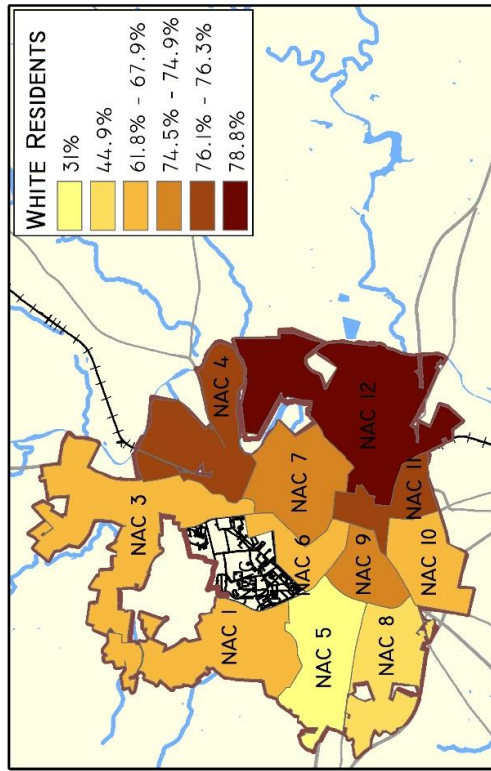 WHITE RESIDENTS
31%
44.9%
61.8% - 67.9%
74.5% - 74.9%
76.1% - 76.3%
78.8%
NAC 3
NAC 4
NAC 1
NAC 7
NAC 6
NAC 12
NAC 5
NAC 9
NAC 11
NAC 8
NAC 10